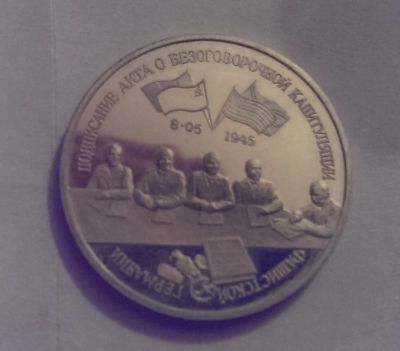 ПОДПИСАНИЕ АКТА О БЕЗОГОВОРОЧНОЙ КАПИТУЛЯЦИИ
8·05 1945
ФАШИСТСКОЙ ГЕРМАНИИ